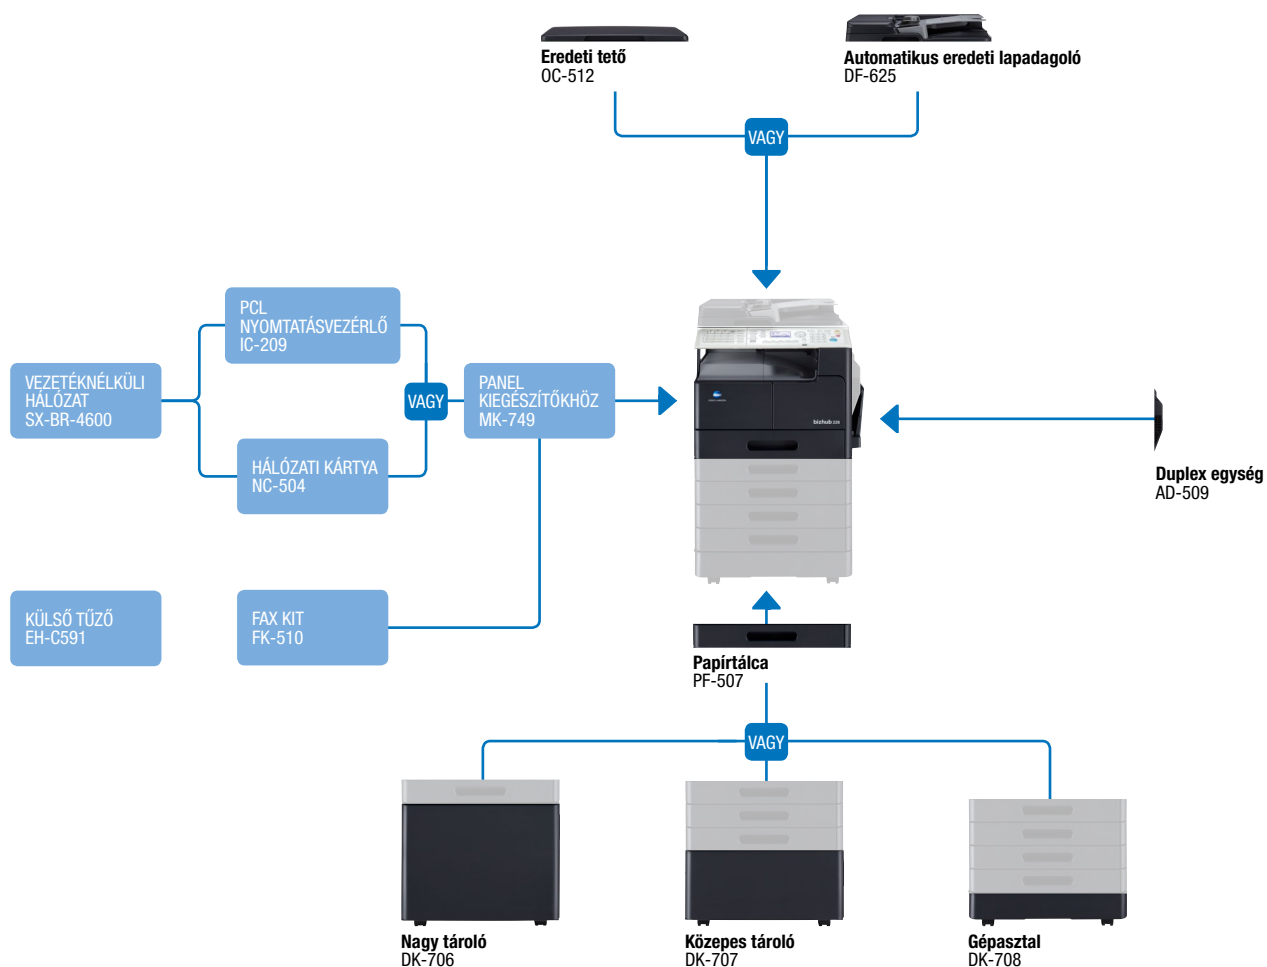 Eredeti tető
OC-512
Automatikus eredeti lapadagoló
DF-625
VAGY
PCL
NYOMTATÁSVEZÉRLŐ
IC-209
VEZETÉKNÉLKÜLI
HÁLÓZAT
SX-BR-4600
VAGY
PANEL
KIEGÉSZÍTŐKHÖZ
MK-749
HÁLÓZATI KÁRTYA
NC-504
bizhub
Duplex egység
AD-509
KÜLSŐ TŰZŐ
EH-C591
FAX KIT
FK-510
Papírtálca
PF-507
VAGY
Nagy tároló
DK-706
Közepes tároló
DK-707
Gépasztal
DK-708